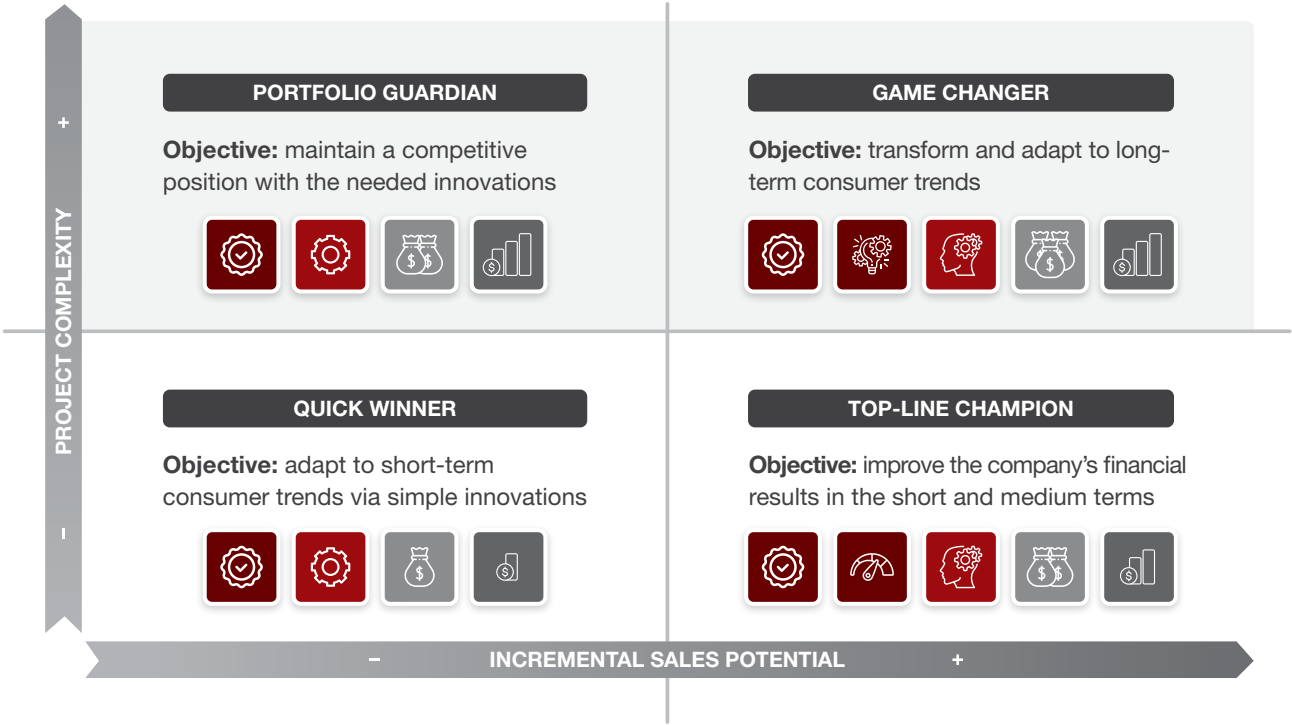 PORTFOLIO GUARDIAN
Objective: maintain a competitive
position with the needed innovations
$ $
$
GAME CHANGER
Objective: transform and adapt to long-
term consumer trends
$
$
+
PROJECT COMPLEXITY
–
QUICK WINNER
Objective: adapt to short-term
consumer trends via simple innovations
$
$
TOP-LINE CHAMPION
Objective: improve the company's financial
results in the short and medium terms
$ $
$
– INCREMENTAL SALES POTENTIAL +